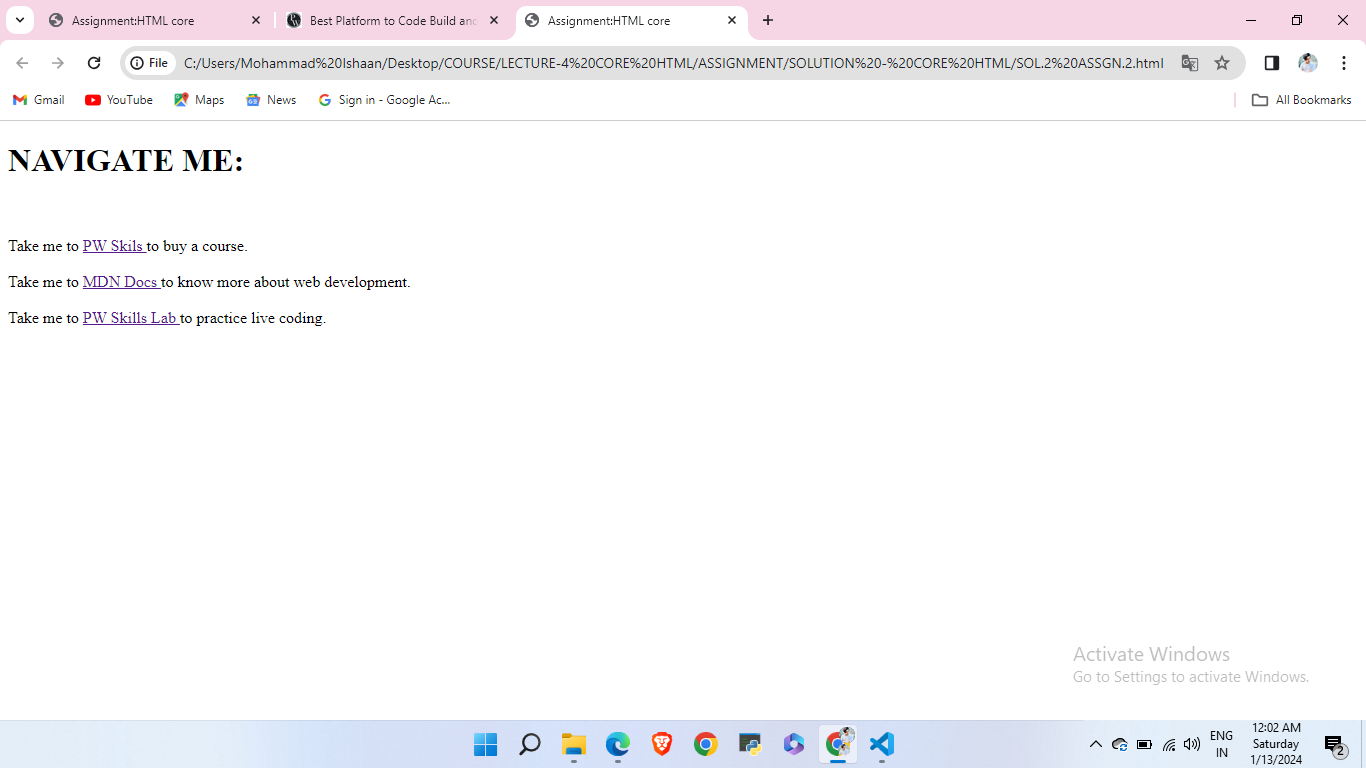 Assignment:HTML core
Best Platform to Code Build and
Assignment:HTML core
File
C:/Users/Mohammad%20Ishaan/Desktop/COURSE/LECTURE-4%20CORE%20HTML/ASSIGNMENT/SOLUTION%20-%20CORE%20HTML/SOL.2%20ASSGN.2.html
Gmail
YouTube
Maps
News
Sign in - Google Ac...
All Bookmarks
NAVIGATE ME:
Take me to PW Skils to buy a course.
Take me to MDN Docs to know more about web development.
Take me to PW Skills Lab to practice live coding.
Activate Windows
Go to Settings to activate Windows.
ENG
IN
12:02 AM
Saturday
1/13/2024
2